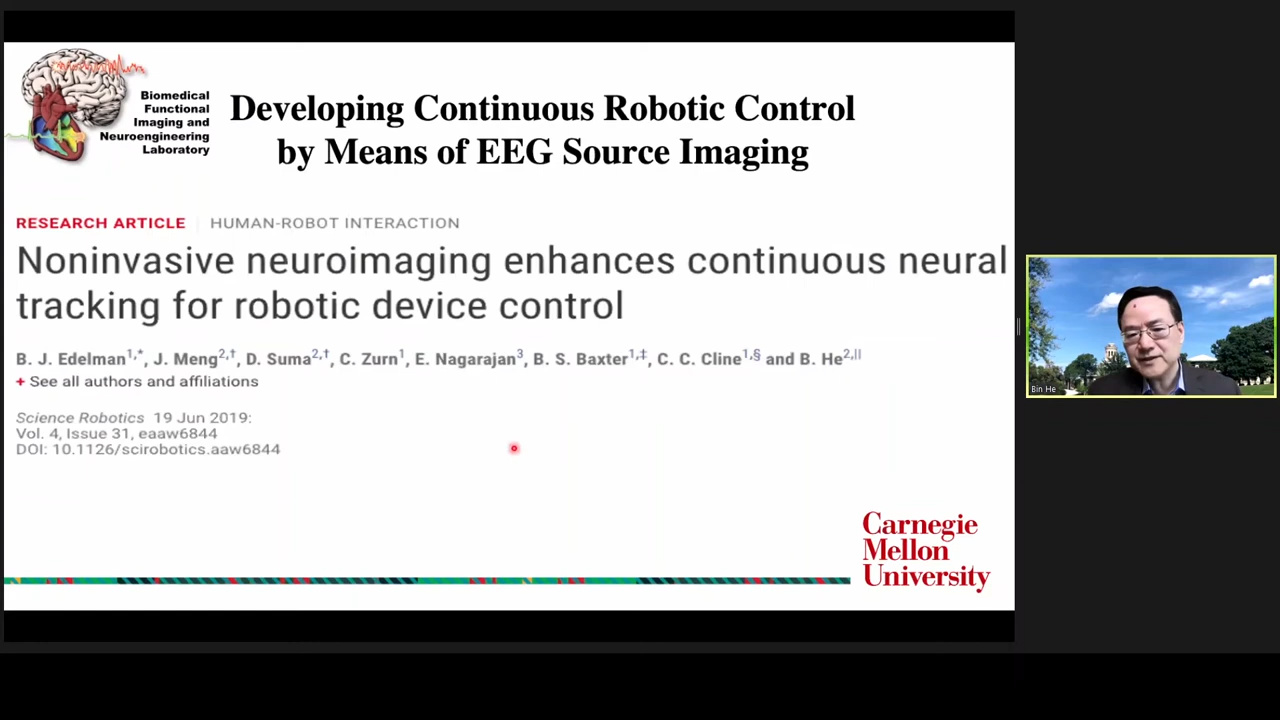 Biomedical
Functional
Imaging and
Neuroengineering
Laboratory
Developing Continuous Robotic Control
by Means of EEG Source Imaging
RESEARCH ARTICLE | HUMAN-ROBOT INTERACTION
Noninvasive neuroimaging enhances continuous neural
tracking for robotic device control
B. J. Edelman1,*, J. Meng2,†, D. Suma2,†, C. Zurn1, E. Nagarajan3, B. S. Baxter1,‡, C. C. Cline1,§ and B. He2,||
+ See all authors and affiliations
Science Robotics 19 Jun 2019:
Vol. 4, Issue 31, eaaw6844
DOI: 10.1126/scirobotics.aaw6844
Carnegie
Mellon
University
Bin He